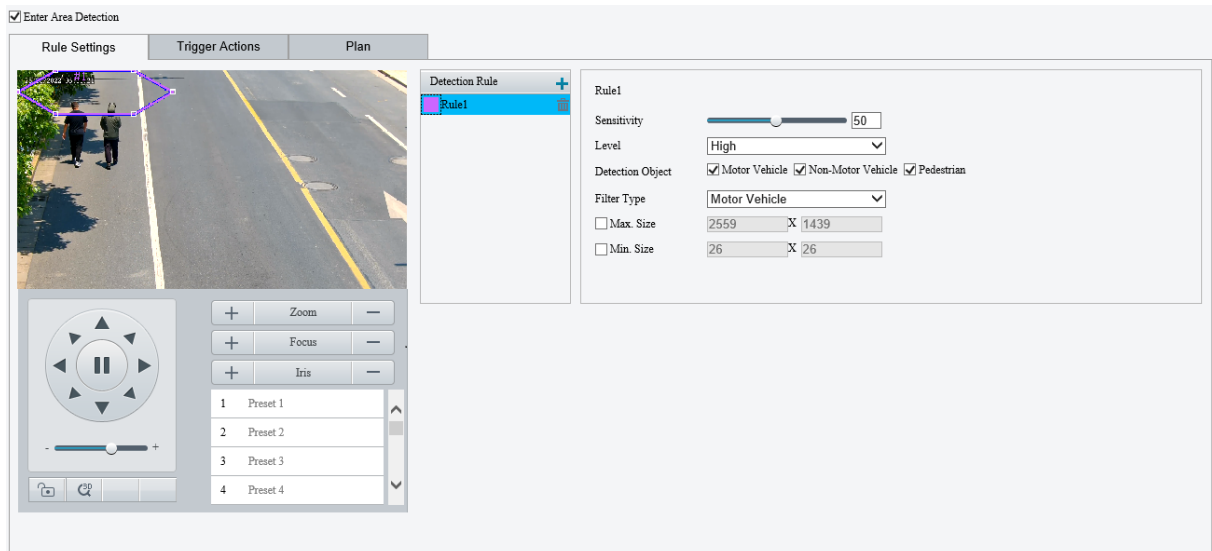 Enter Area Detection
Rule Settings
Trigger Actions
Plan
Detection Rule
Rule1
Rule1
Sensitivity
50
Level
High
Detection Object
Motor Vehicle
Non-Motor Vehicle
Pedestrian
Filter Type
Motor Vehicle
Max. Size
2559 X 1439
Min. Size
26 X 26
+ Zoom −
+ Focus −
+ Iris −
1 Preset 1
2 Preset 2
3 Preset 3
4 Preset 4
- +
3D